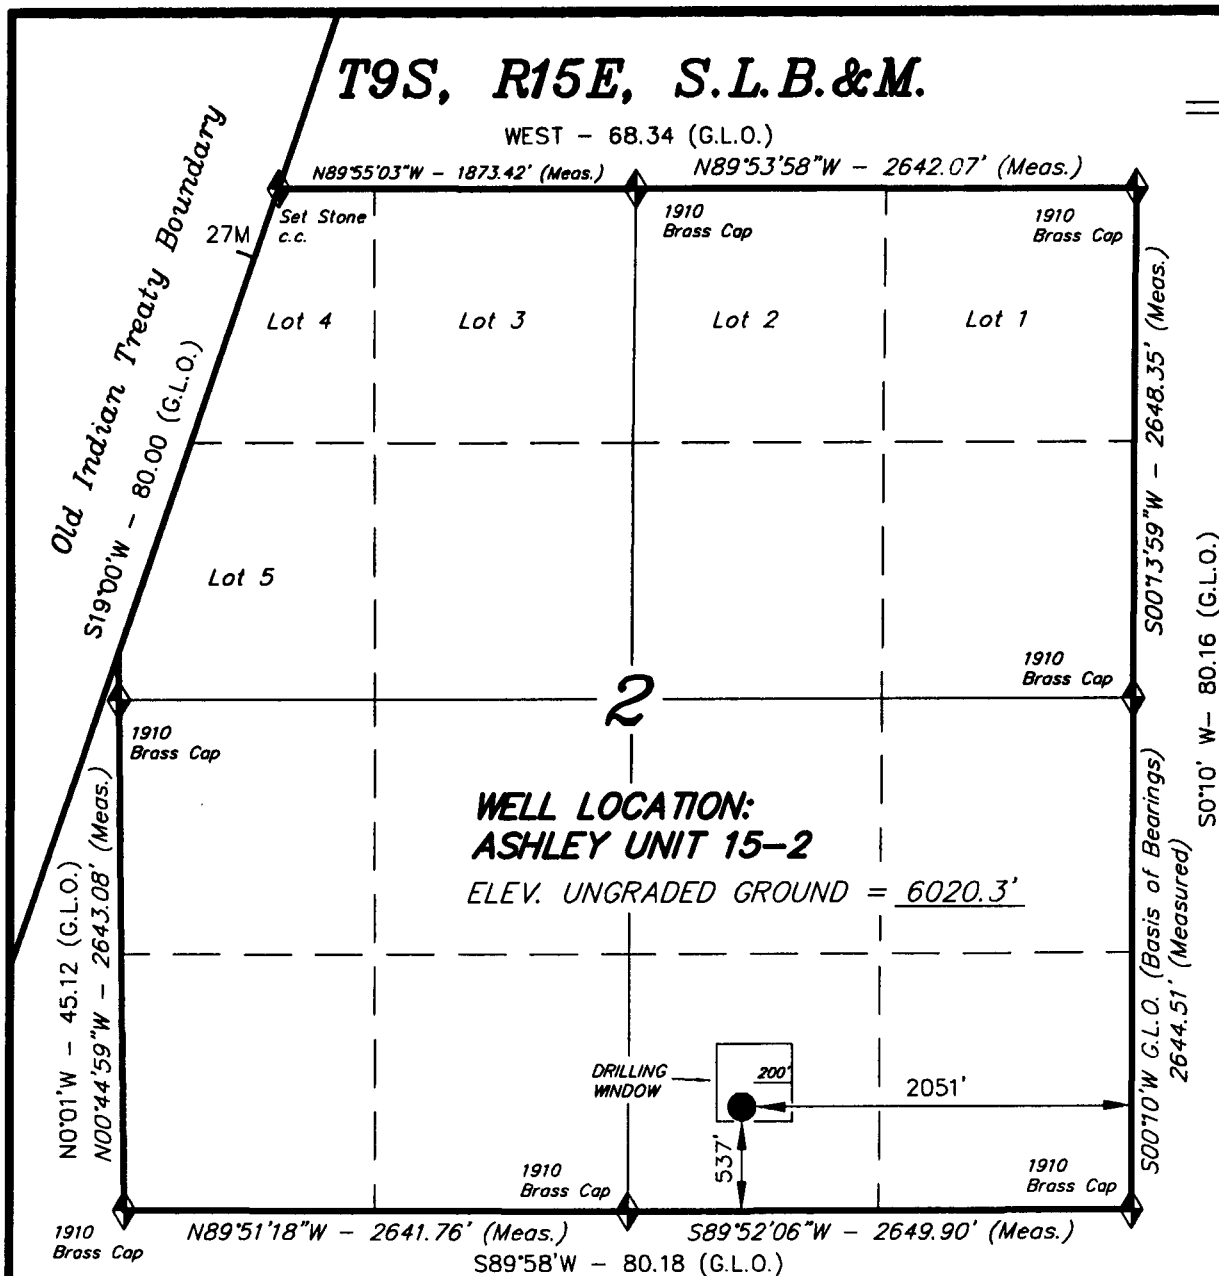 T9S, R15E, S.L.B.&M.
WEST - 68.34 (G.L.O.)
N89°55'03"W - 1873.42' (Meas.)
N89°53'58"W - 2642.07' (Meas.)
Set Stone
c.c.
1910
Brass Cap
1910
Brass Cap
27M
Old Indian Treaty Boundary
S19°00'W - 80.00 (G.L.O.)
Lot 4
Lot 3
Lot 2
Lot 1
S00°13'59"W - 2648.35' (Meas.)
S0°10' W- 80.16 (G.L.O.)
Lot 5
1910
Brass Cap
2
1910
Brass Cap
WELL LOCATION:
ASHLEY UNIT 15-2
ELEV. UNGRADED GROUND = 6020.3'
N0°01'W - 45.12 (G.L.O.)
N00°44'59"W - 2643.08' (Meas.)
S00°10'W G.L.O. (Basis of Bearings)
2644.51' (Measured)
DRILLING
WINDOW
200'
2051'
537'
1910
Brass Cap
1910
Brass Cap
1910
Brass Cap
N89°51'18"W - 2641.76' (Meas.)
S89°52'06"W - 2649.90' (Meas.)
S89°58'W - 80.18 (G.L.O.)